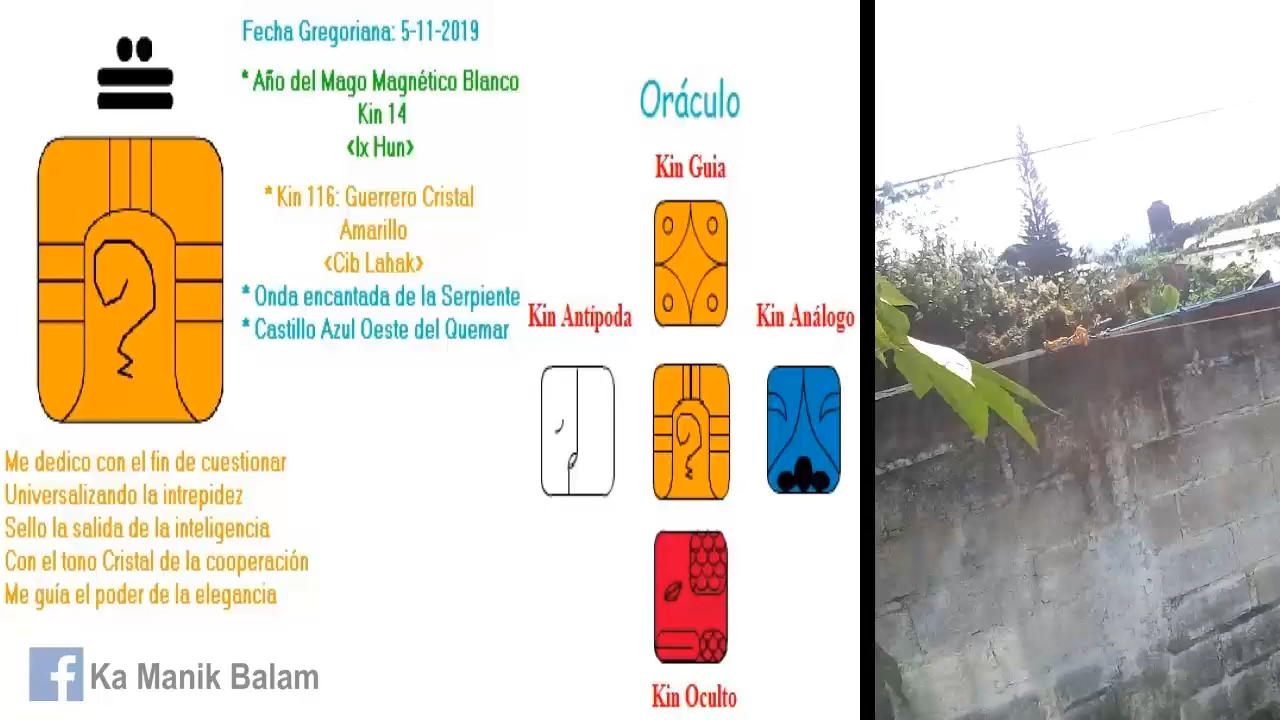 Fecha Gregoriana: 5-11-2019
* Año del Mago Magnético Blanco
Kin 14
<Ix Hun>
* Kin 116: Guerrero Cristal
Amarillo
<Cib Lahak>
* Onda encantada de la Serpiente
* Castillo Azul Oeste del Quemar
Me dedico con el fin de cuestionar
Universalizando la intrepidez
Sello la salida de la inteligencia
Con el tono Cristal de la cooperación
Me guía el poder de la elegancia
f Ka Manik Balam
Oráculo
Kin Guia
Kin Antípoda
Kin Análogo
Kin Oculto